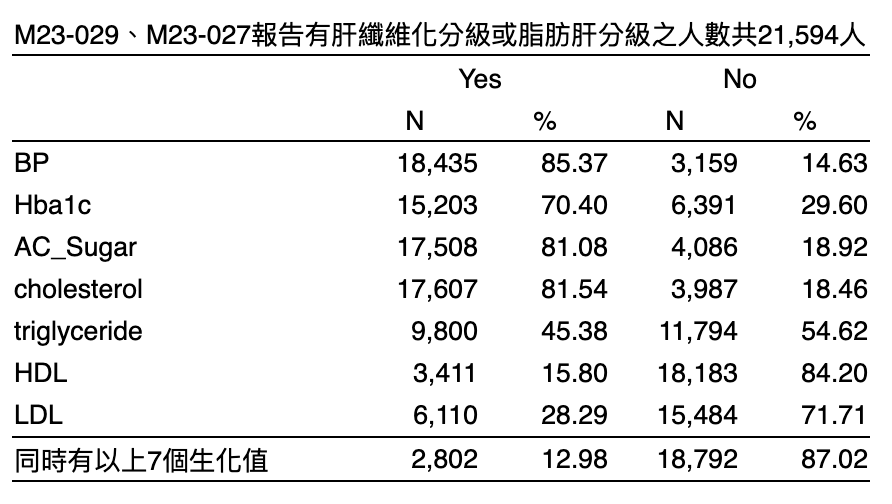 M23-029、M23-027報告有肝纖維化分級或脂肪肝分級之人數共21,594人
Yes No
N % N %
BP 18,435 85.37 3,159 14.63
Hba1c 15,203 70.40 6,391 29.60
AC_Sugar 17,508 81.08 4,086 18.92
cholesterol 17,607 81.54 3,987 18.46
triglyceride 9,800 45.38 11,794 54.62
HDL 3,411 15.80 18,183 84.20
LDL 6,110 28.29 15,484 71.71
同時有以上7個生化值 2,802 12.98 18,792 87.02